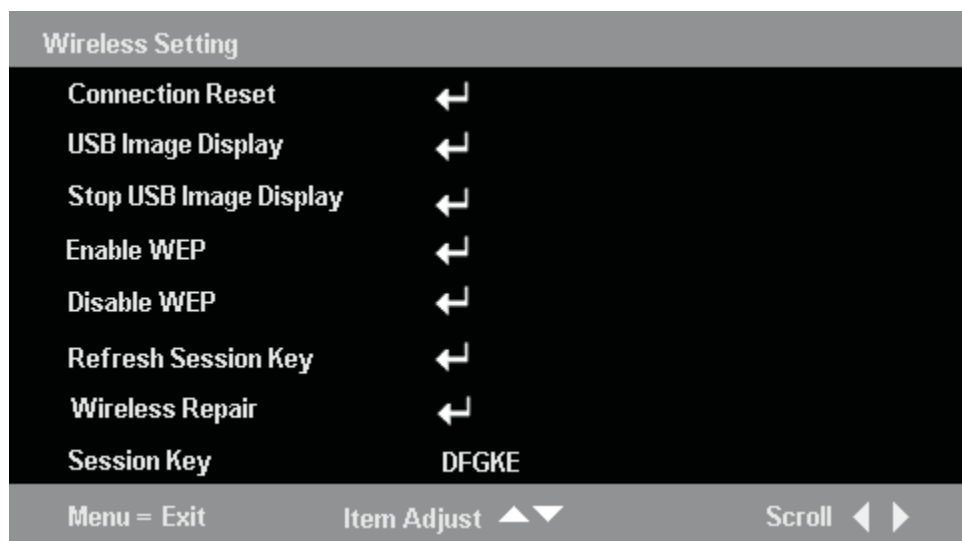 Wireless Setting
Connection Reset
USB Image Display
Stop USB Image Display
Enable WEP
Disable WEP
Refresh Session Key
Wireless Repair
Session Key DFGKE
Menu = Exit Item Adjust Scroll